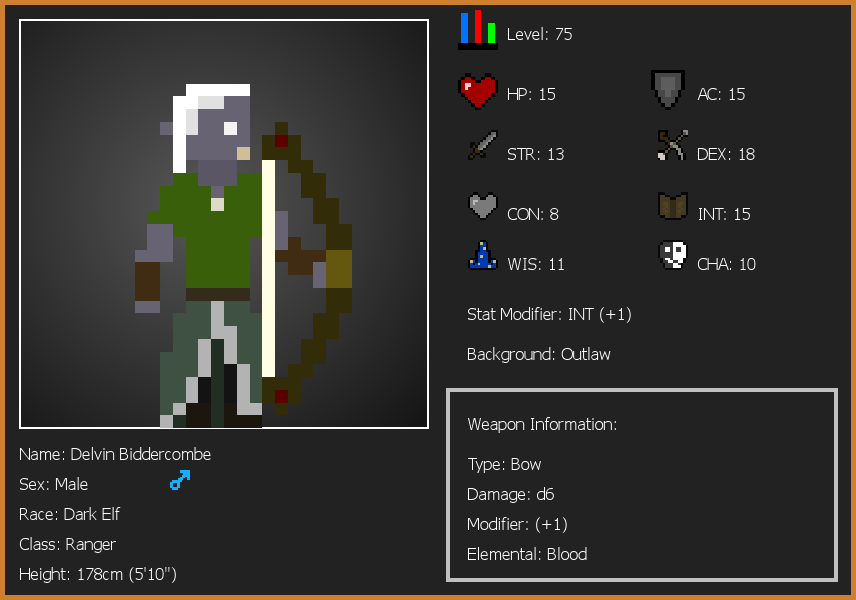 Level: 75
HP: 15
AC: 15
STR: 13
DEX: 18
CON: 8
INT: 15
WIS: 11
CHA: 10
Stat Modifier: INT (+1)
Background: Outlaw
Weapon Information:
Type: Bow
Damage: d6
Modifier: (+1)
Elemental: Blood
Name: Delvin Biddercombe
Sex: Male
Race: Dark Elf
Class: Ranger
Height: 178cm (5'10")